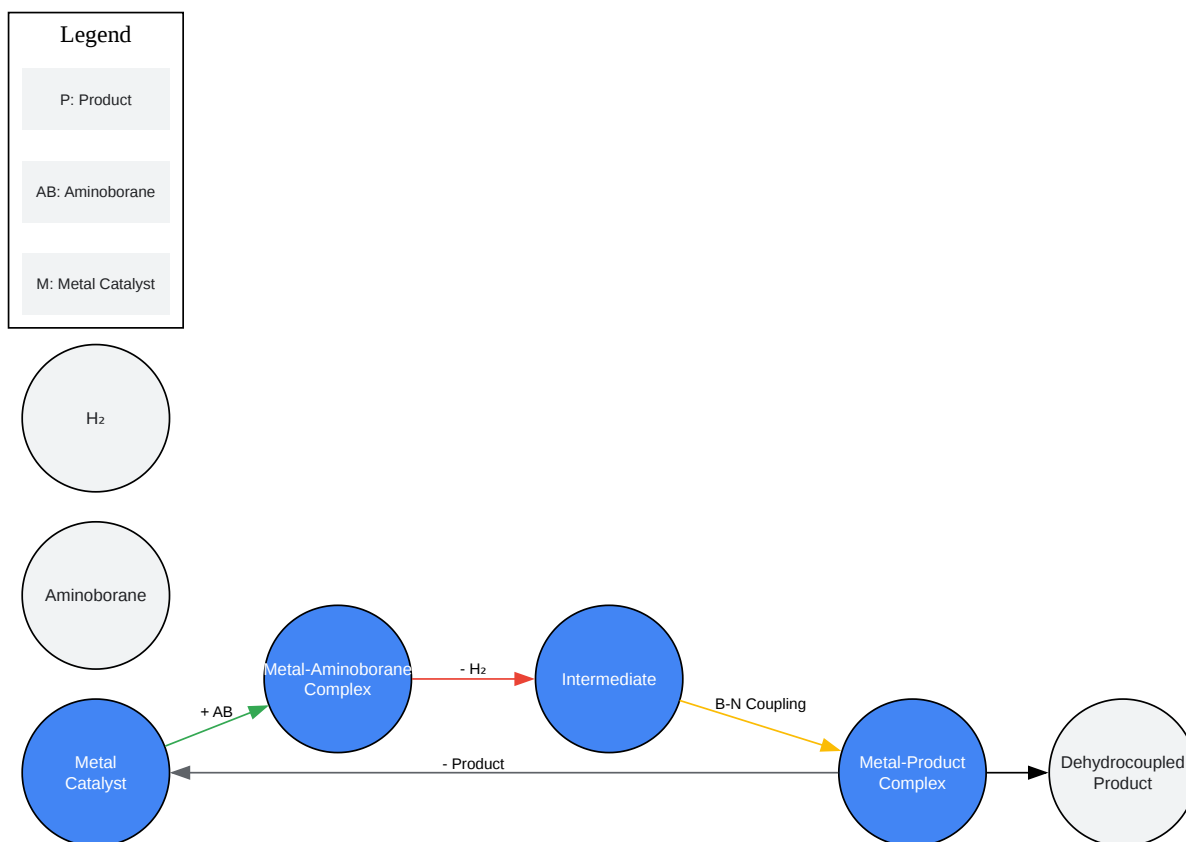 Legend
P: Product
AB: Aminoborane
M: Metal Catalyst
H₂
Aminoborane
Metal
Catalyst
+ AB
Metal-Aminoborane
Complex
- H₂
Intermediate
B-N Coupling
- Product
Metal-Product
Complex
Dehydrocoupled
Product